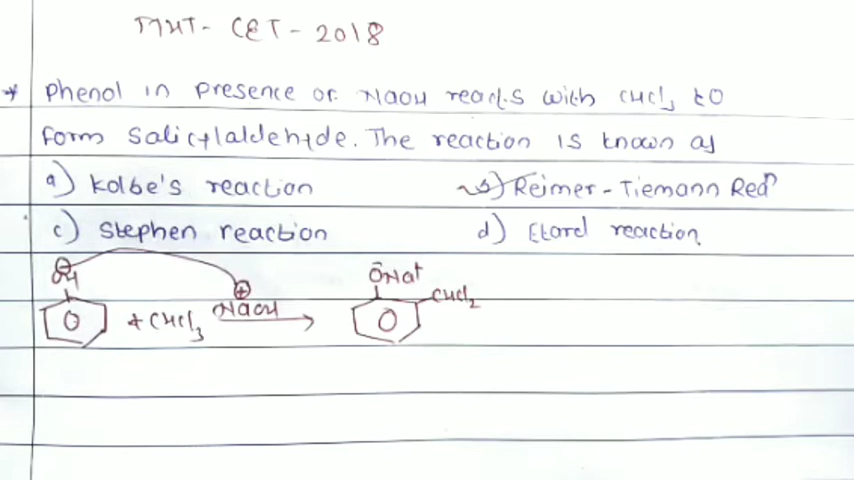 MHT- CET - 2018
* Phenol in presence of NaOH reacts with CHCl3 to
form Salicylaldehyde. The reaction is known as
a) Kolbe's reaction b) Reimer-Tiemann Rea^n
c) Stephen reaction d) Etard reaction
OH ⊕ ŌNa+
+ CHCl3 NaOH CHCl2